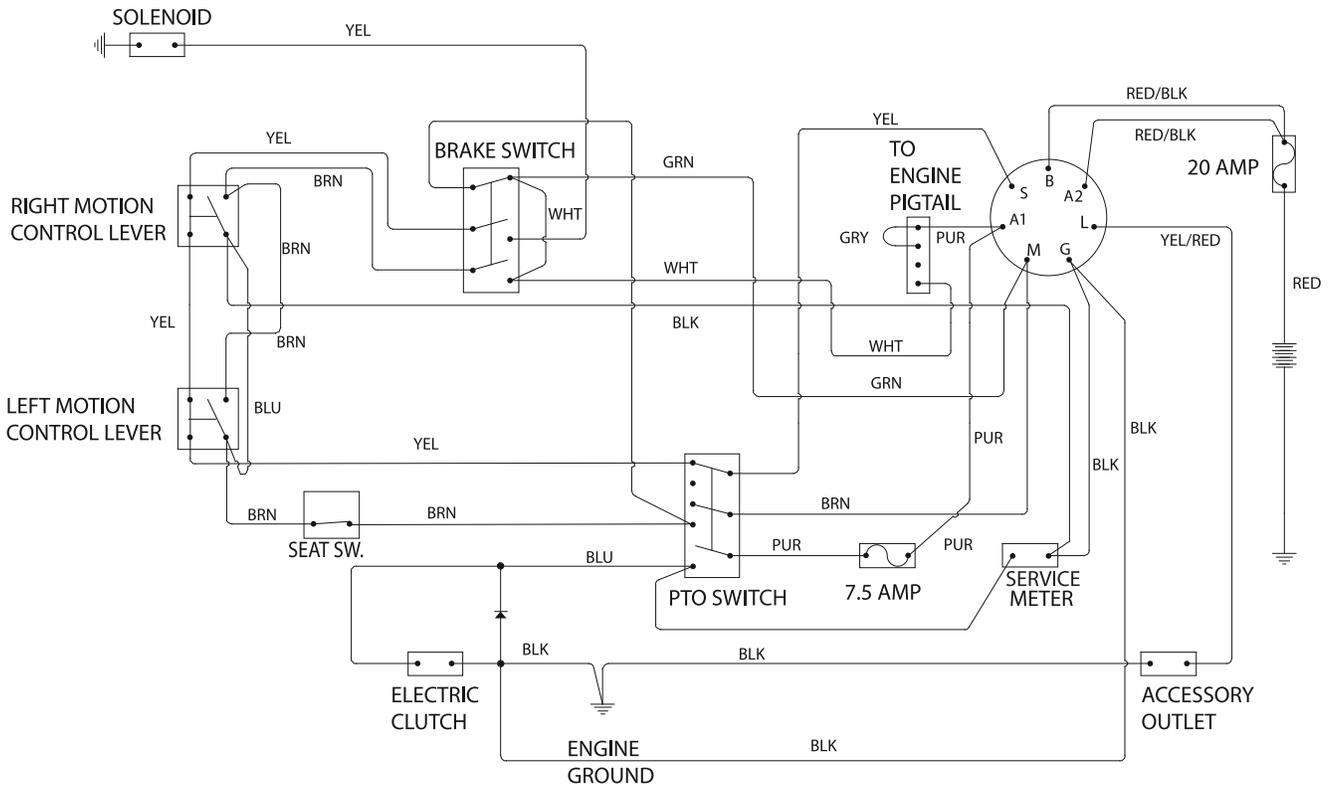 SOLENOID
YEL
RED/BLK
YEL
RED/BLK
YEL
BRAKE SWITCH
TO
ENGINE
PIGTAIL
20 AMP
GRN
BRN
B
S
A2
RIGHT MOTION
CONTROL LEVER
WHT
A1
L
GRY
PUR
YEL/RED
BRN
M
G
WHT
RED
YEL
BLK
BRN
WHT
GRN
LEFT MOTION
CONTROL LEVER
BLU
BLK
PUR
YEL
BLK
BRN
BRN
BRN
SEAT SW.
BLU
PUR
PUR
PTO SWITCH
7.5 AMP
SERVICE
METER
BLK
BLK
ELECTRIC
CLUTCH
ACCESSORY
OUTLET
ENGINE
GROUND
BLK